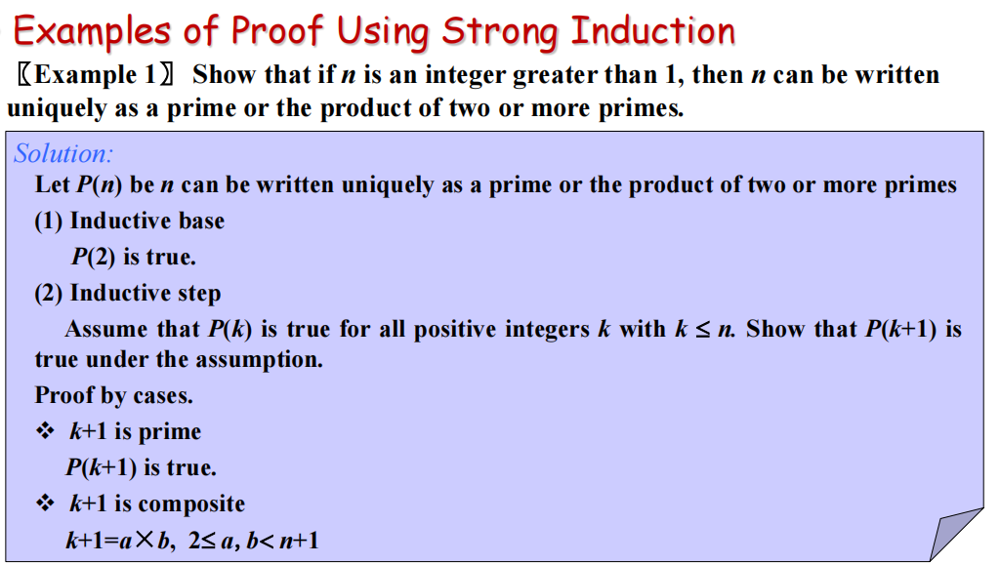 Examples of Proof Using Strong Induction
〖Example 1〗 Show that if n is an integer greater than 1, then n can be written
uniquely as a prime or the product of two or more primes.
Solution:
Let P(n) be n can be written uniquely as a prime or the product of two or more primes
(1) Inductive base
P(2) is true.
(2) Inductive step
Assume that P(k) is true for all positive integers k with k ≤ n. Show that P(k+1) is
true under the assumption.
Proof by cases.
❖ k+1 is prime
P(k+1) is true.
❖ k+1 is composite
k+1=a×b, 2≤ a, b< n+1